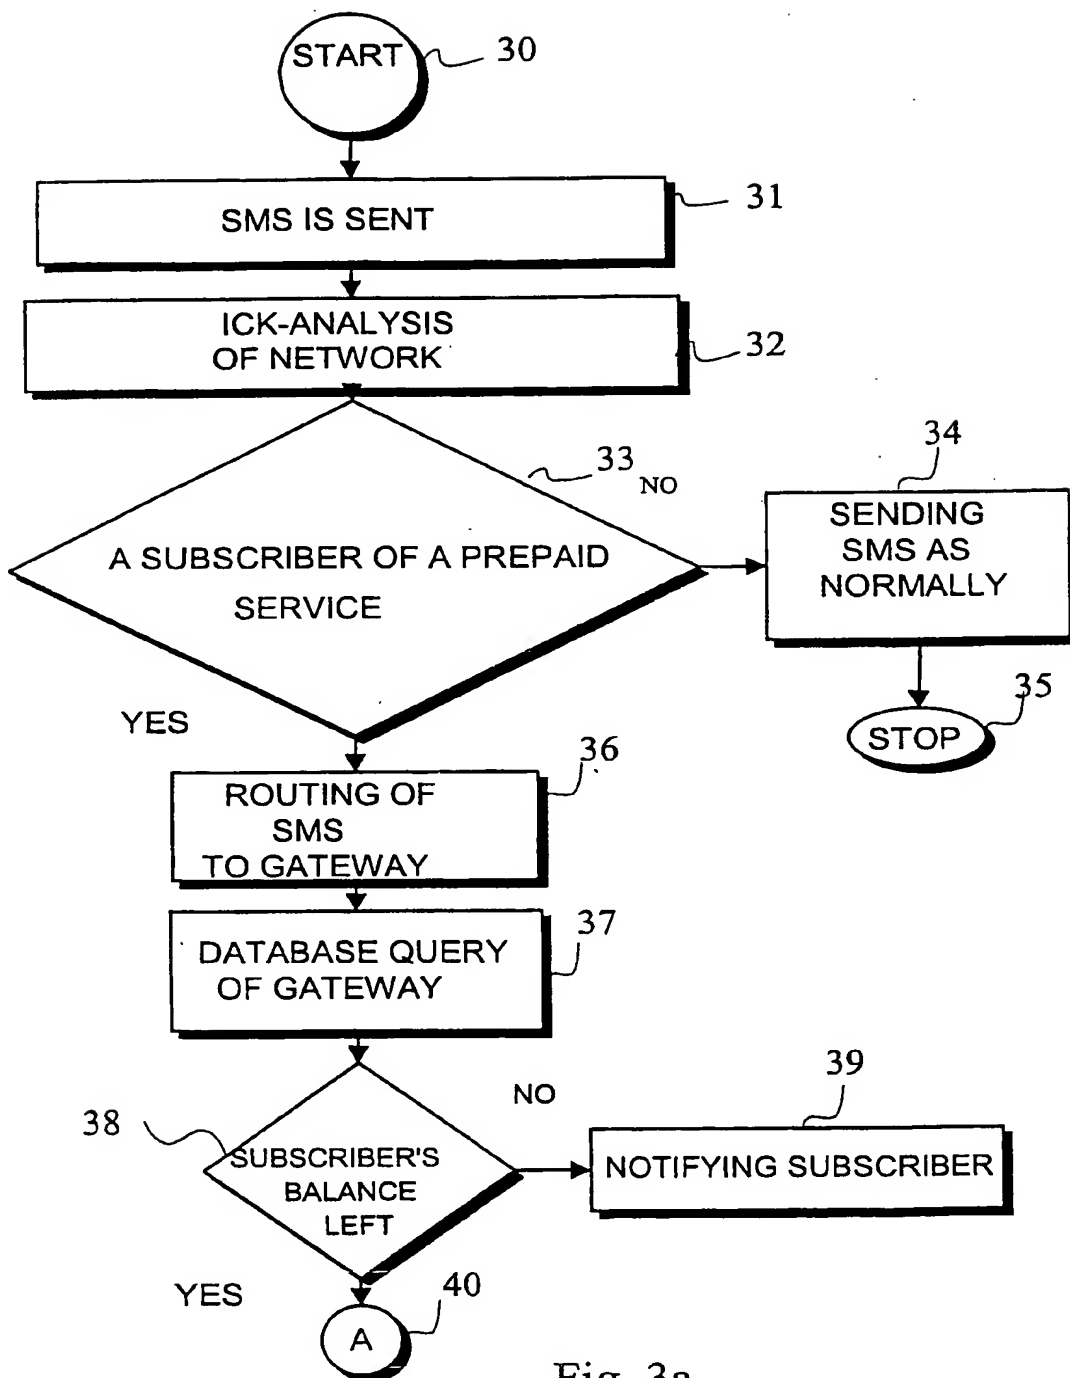 START
30
SMS IS SENT
31
ICK-ANALYSIS
OF NETWORK
32
33
NO
A SUBSCRIBER OF A PREPAID
SERVICE
34
SENDING
SMS AS
NORMALLY
35
STOP
YES
36
ROUTING OF
SMS
TO GATEWAY
37
DATABASE QUERY
OF GATEWAY
38
SUBSCRIBER'S
BALANCE
LEFT
NO
39
NOTIFYING SUBSCRIBER
YES
40
A
Fig. 3a